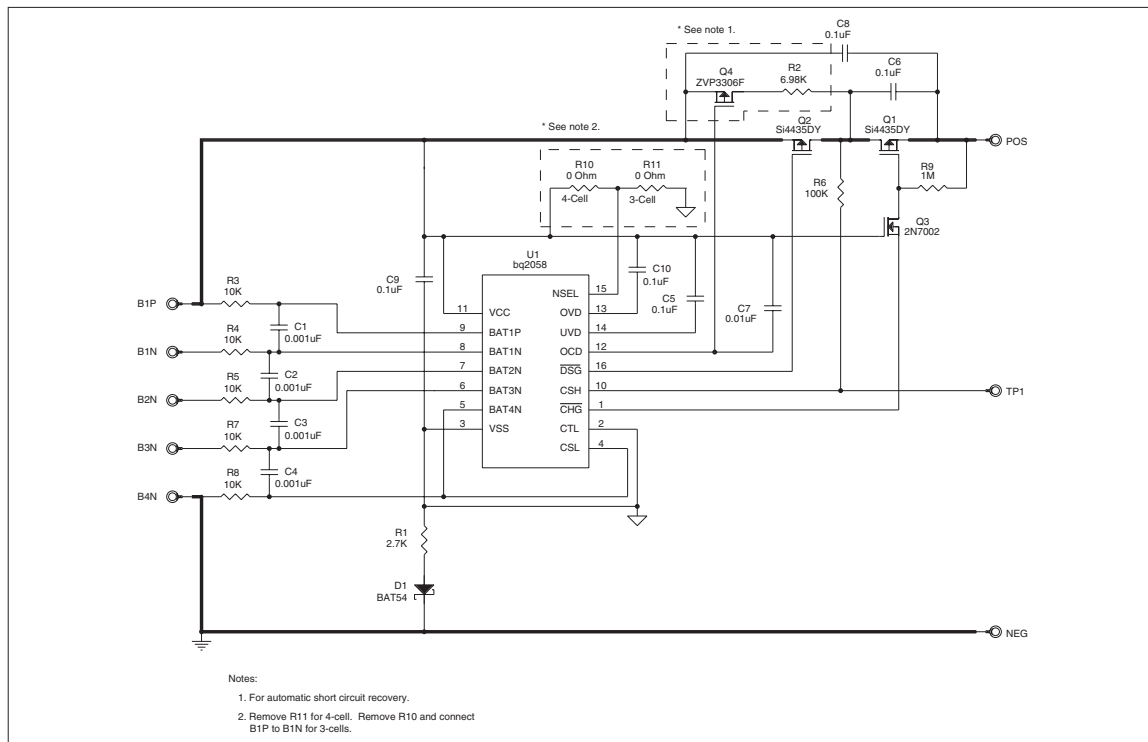 * See note 1.
C8
0.1uF
Q4
ZVP3306F
R2
6.98K
C6
0.1uF
* See note 2.
Q2
Si4435DY
Q1
Si4435DY
POS
R10
0 Ohm
4-Cell
R11
0 Ohm
3-Cell
R6
100K
R9
1M
Q3
2N7002
U1
bq2058
C9
0.1uF
C10
0.1uF
C5
0.1uF
C7
0.01uF
B1P
R3
10K
C1
0.001uF
B1N
R4
10K
C2
0.001uF
B2N
R5
10K
C3
0.001uF
B3N
R7
10K
C4
0.001uF
B4N
R8
10K
11 VCC
9 BAT1P
8 BAT1N
7 BAT2N
6 BAT3N
5 BAT4N
3 VSS
NSEL 15
OVD 13
UVD 14
OCD 12
DSG 16
CSH 10
CHG 1
CTL 2
CSL 4
TP1
R1
2.7K
D1
BAT54
NEG
Notes:
1. For automatic short circuit recovery.
2. Remove R11 for 4-cell. Remove R10 and connect
B1P to B1N for 3-cells.